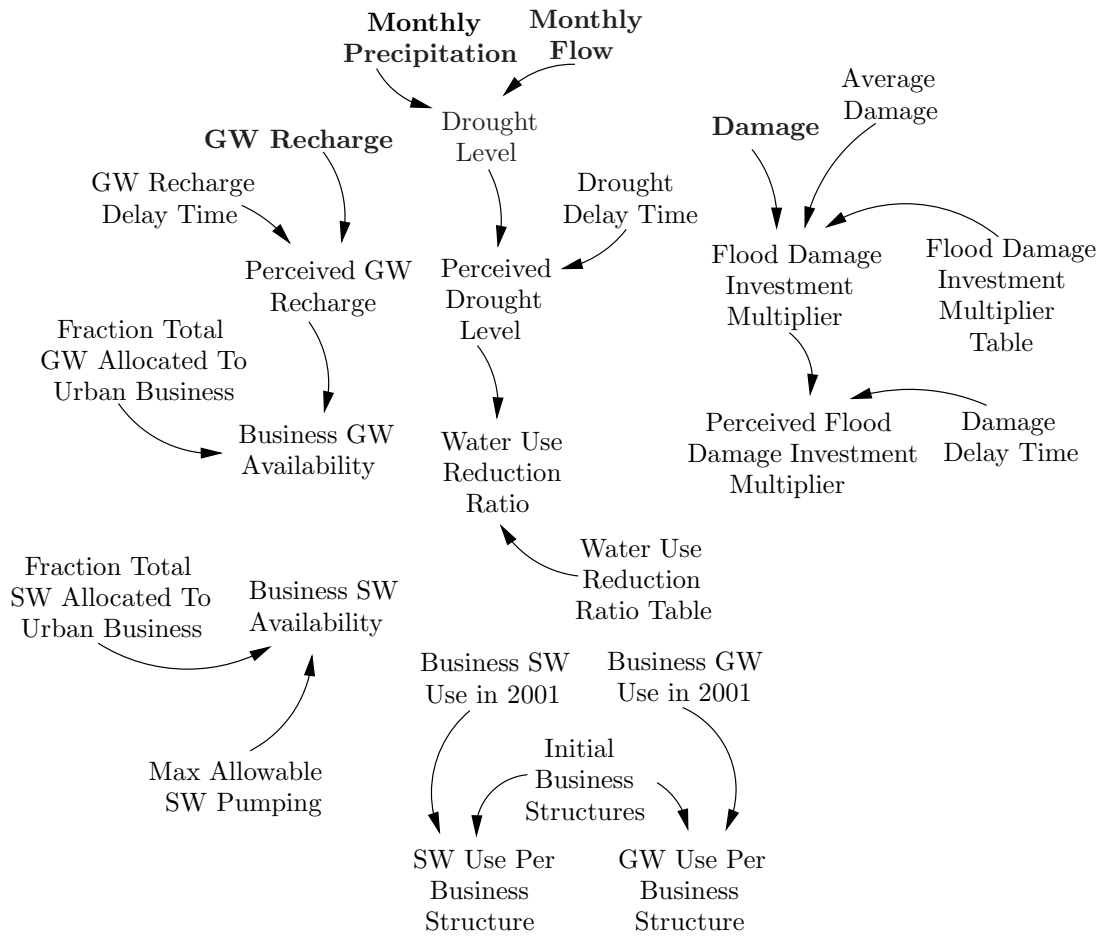 Monthly
Precipitation
Monthly
Flow
Average
Damage
Drought
Level
Damage
GW Recharge
GW Recharge
Delay Time
Drought
Delay Time
Perceived GW
Recharge
Perceived
Drought
Level
Flood Damage
Investment
Multiplier
Flood Damage
Investment
Multiplier
Table
Fraction Total
GW Allocated To
Urban Business
Business GW
Availability
Water Use
Reduction
Ratio
Perceived Flood
Damage Investment
Multiplier
Damage
Delay Time
Fraction Total
SW Allocated To
Urban Business
Business SW
Availability
Water Use
Reduction
Ratio Table
Business SW
Use in 2001
Business GW
Use in 2001
Max Allowable
SW Pumping
Initial
Business
Structures
SW Use Per
Business
Structure
GW Use Per
Business
Structure